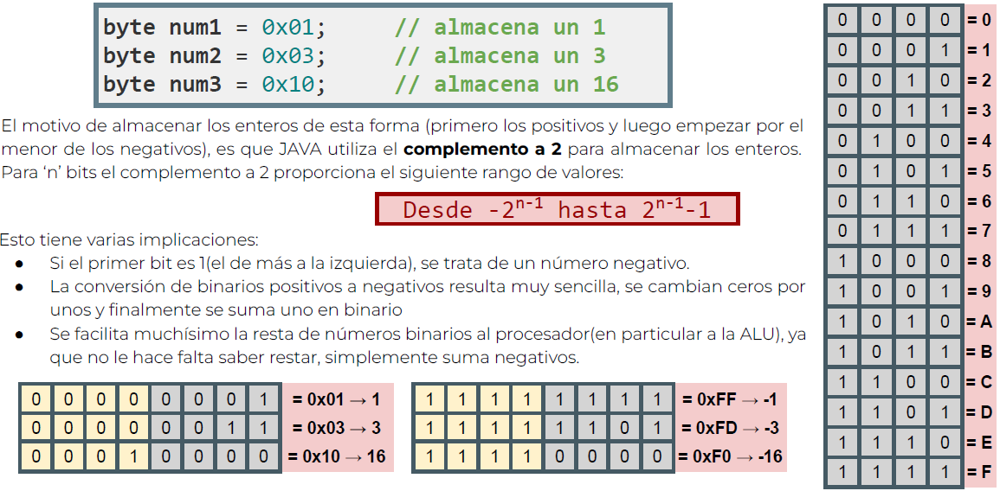 byte num1 = 0x01;     // almacena un 1
byte num2 = 0x03;     // almacena un 3
byte num3 = 0x10;     // almacena un 16
El motivo de almacenar los enteros de esta forma (primero los positivos y luego empezar por el
menor de los negativos), es que JAVA utiliza el complemento a 2 para almacenar los enteros.
Para ‘n’ bits el complemento a 2 proporciona el siguiente rango de valores:
Desde -2ⁿ⁻¹ hasta 2ⁿ⁻¹-1
Esto tiene varias implicaciones:
● Si el primer bit es 1(el de más a la izquierda), se trata de un número negativo.
● La conversión de binarios positivos a negativos resulta muy sencilla, se cambian ceros por
unos y finalmente se suma uno en binario
● Se facilita muchísimo la resta de números binarios al procesador(en particular a la ALU), ya
que no le hace falta saber restar, simplemente suma negativos.
0 0 0 0 0 0 0 1 = 0x01 → 1
0 0 0 0 0 0 1 1 = 0x03 → 3
0 0 0 1 0 0 0 0 = 0x10 → 16
1 1 1 1 1 1 1 1 = 0xFF → -1
1 1 1 1 1 1 0 1 = 0xFD → -3
1 1 1 1 0 0 0 0 = 0xF0 → -16
0 0 0 0 = 0
0 0 0 1 = 1
0 0 1 0 = 2
0 0 1 1 = 3
0 1 0 0 = 4
0 1 0 1 = 5
0 1 1 0 = 6
0 1 1 1 = 7
1 0 0 0 = 8
1 0 0 1 = 9
1 0 1 0 = A
1 0 1 1 = B
1 1 0 0 = C
1 1 0 1 = D
1 1 1 0 = E
1 1 1 1 = F